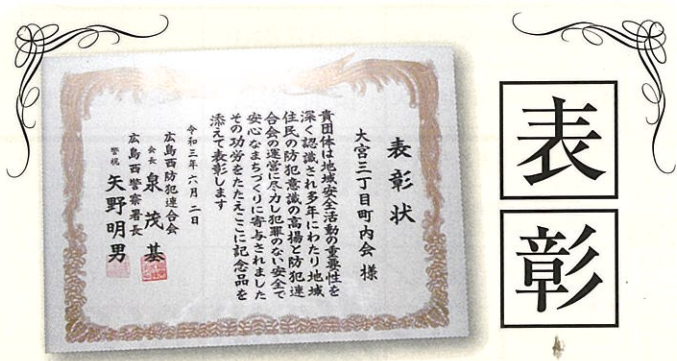 表彰
表彰状
大宮三丁目町内会 様
貴団体は地域安全活動の重要性を
深く認識され多年にわたり地域
住民の防犯意識の高揚と防犯連
合会の運営に尽力し犯罪のない安全で
安心なまちづくりに寄与されました
その功労をたたえここに記念品を
添えて表彰します
令和三年六月二日
広島西防犯連合会
会長 泉茂基
広島西警察署長
警視 矢野明男